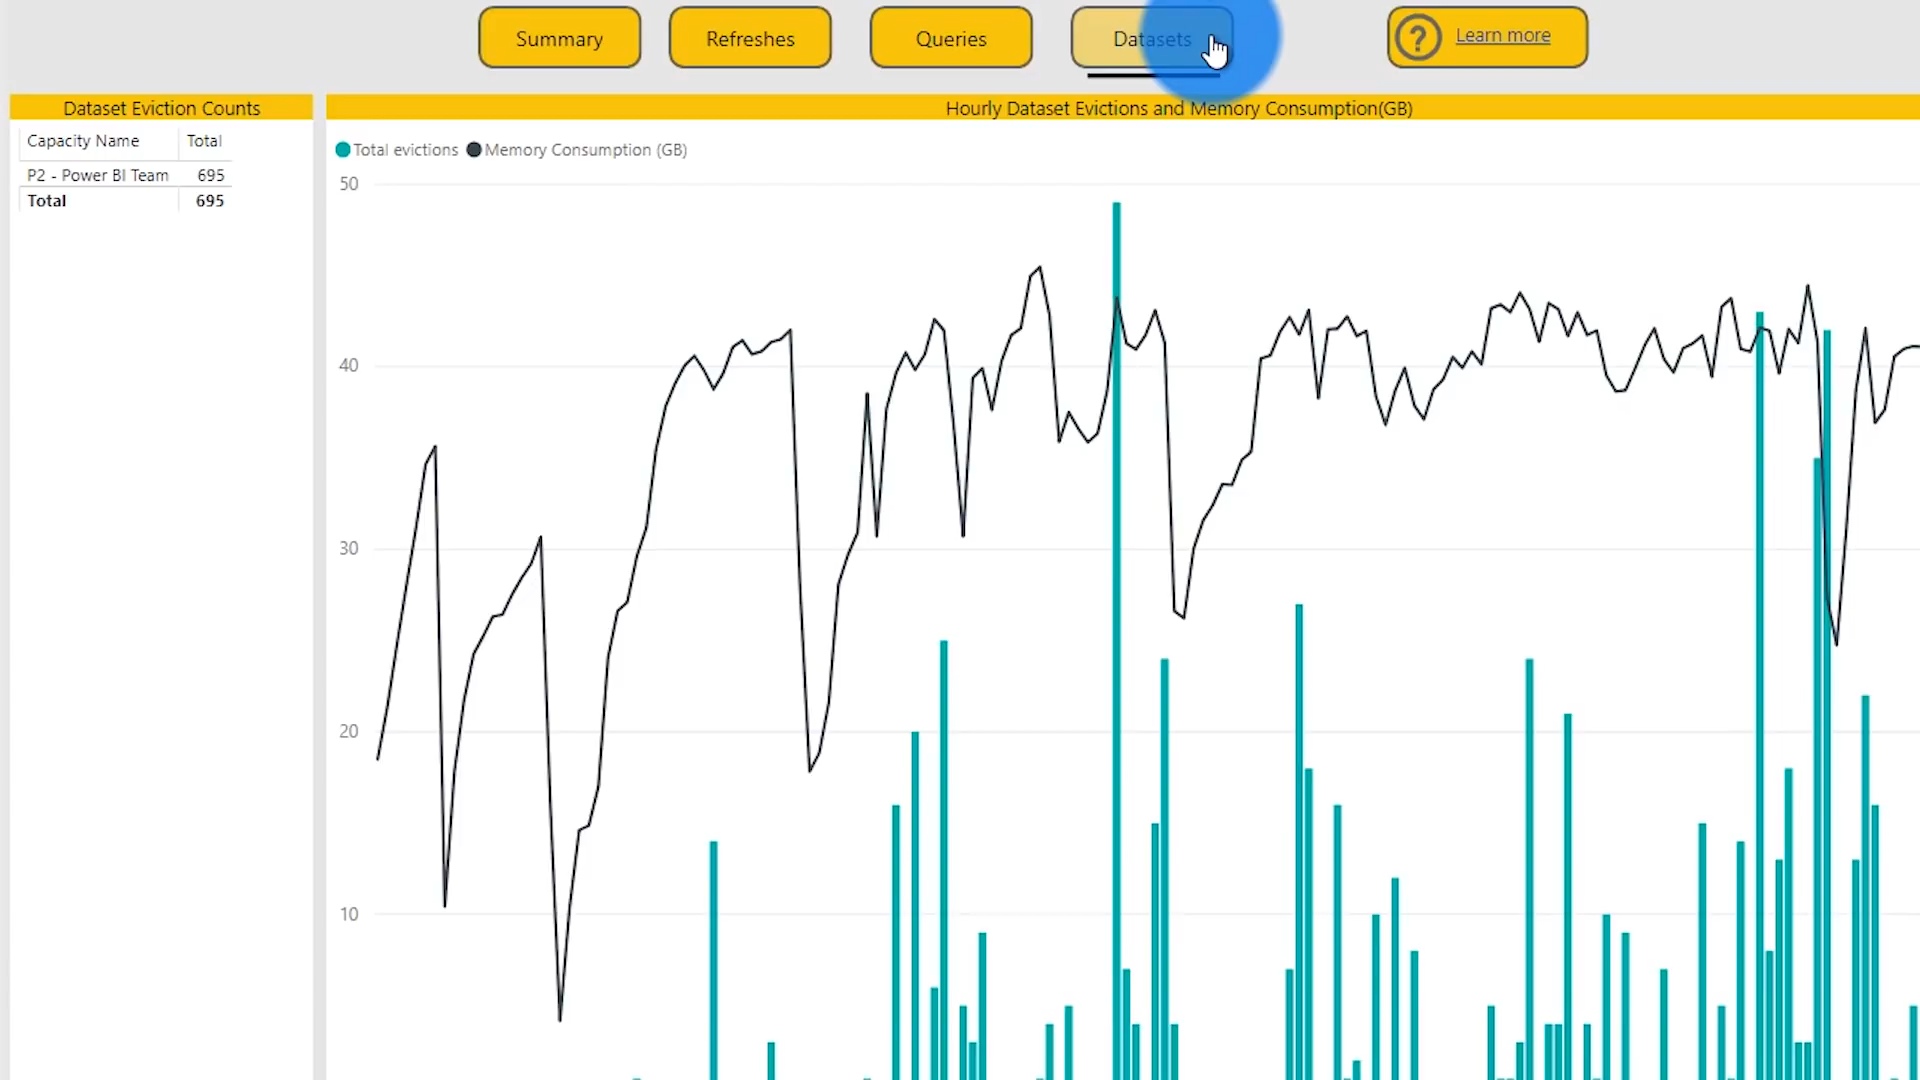 Summary
Refreshes
Queries
Datasets
?
Learn more
Dataset Eviction Counts
Capacity Name Total
P2 - Power BI Team 695
Total 695
Hourly Dataset Evictions and Memory Consumption(GB)
Total evictions Memory Consumption (GB)
50
40
30
20
10